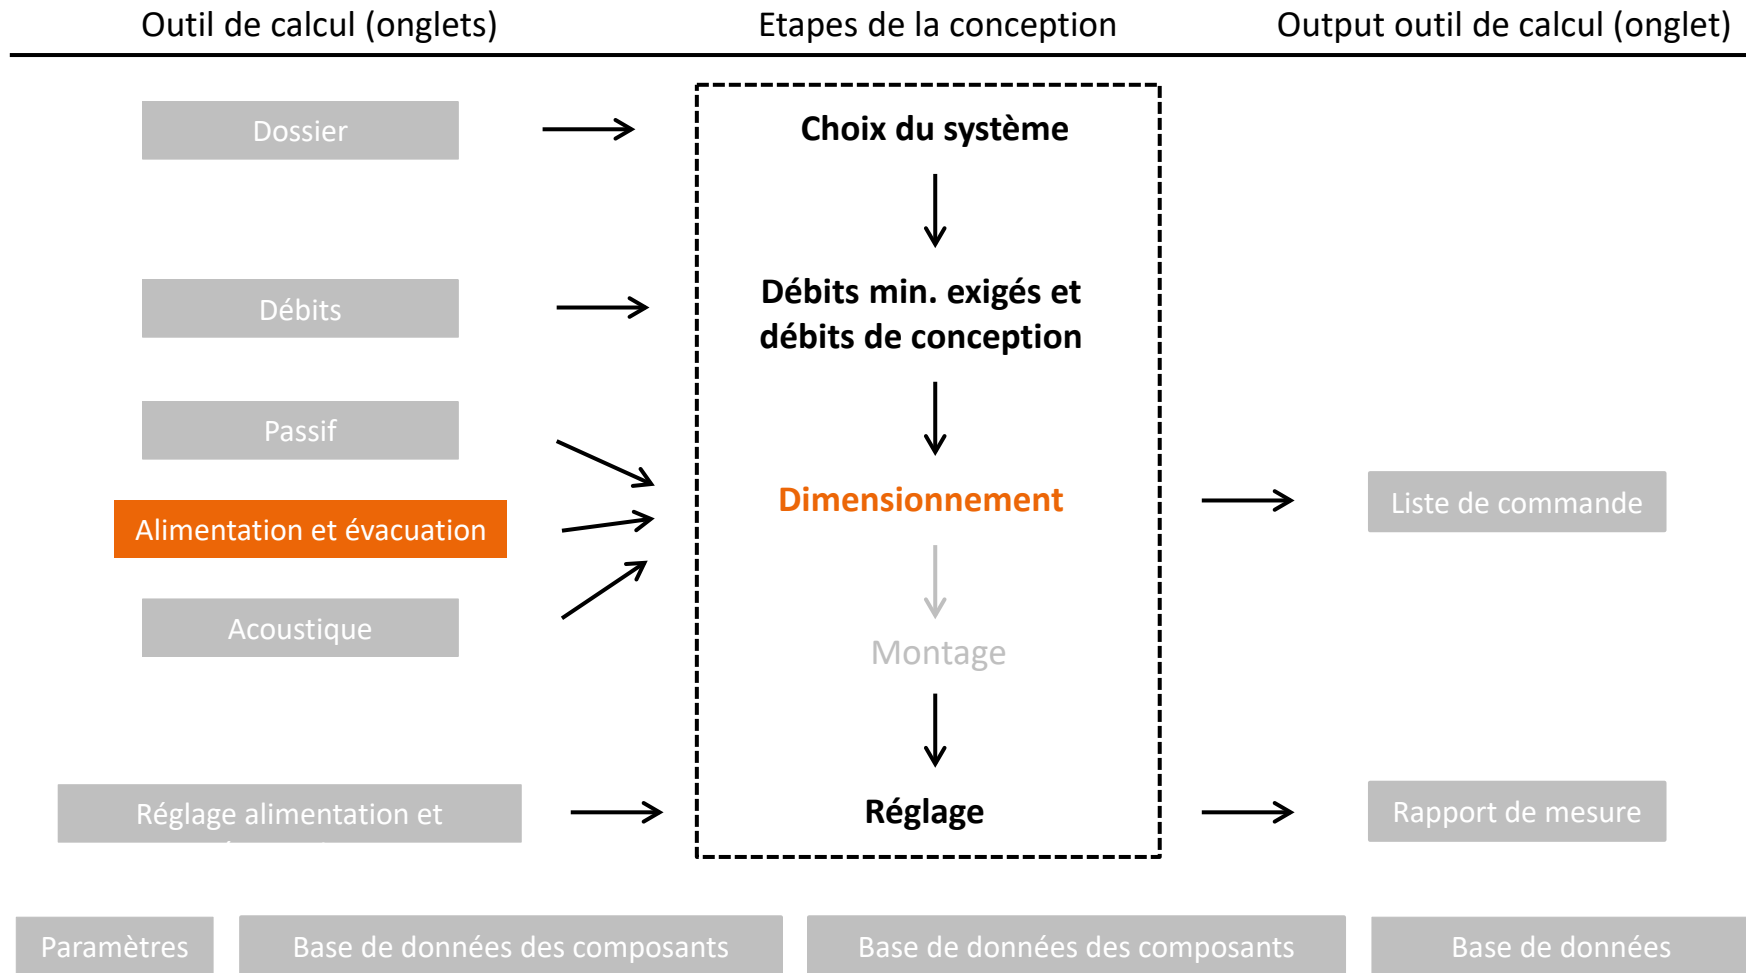 Outil de calcul (onglets)
Etapes de la conception
Output outil de calcul (onglet)
Dossier
Choix du système
Débits
Débits min. exigés et
débits de conception
Passif
Alimentation et évacuation
Dimensionnement
Liste de commande
Acoustique
Montage
Réglage alimentation et
Réglage
Rapport de mesure
Paramètres
Base de données des composants
Base de données des composants
Base de données